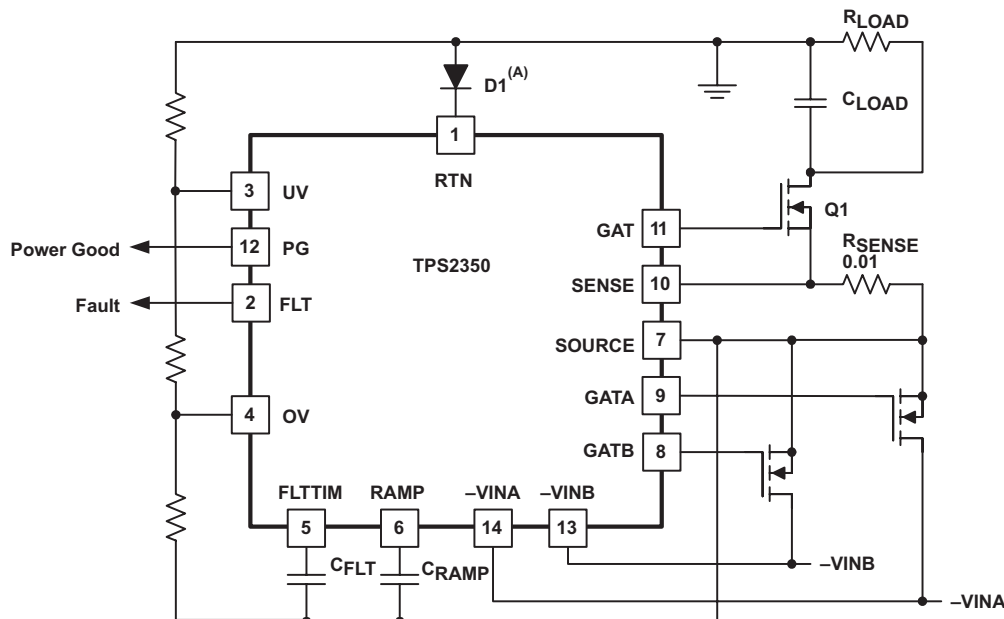 RLOAD
D1(A)
CLOAD
1
RTN
3 UV
Q1
11 GAT
Power Good 12 PG
TPS2350
RSENSE
0.01
SENSE 10
Fault 2 FLT
SOURCE 7
GATA 9
4 OV
GATB 8
FLTTIM RAMP –VINA –VINB
5 6 14 13
CFLT CRAMP –VINB
–VINA